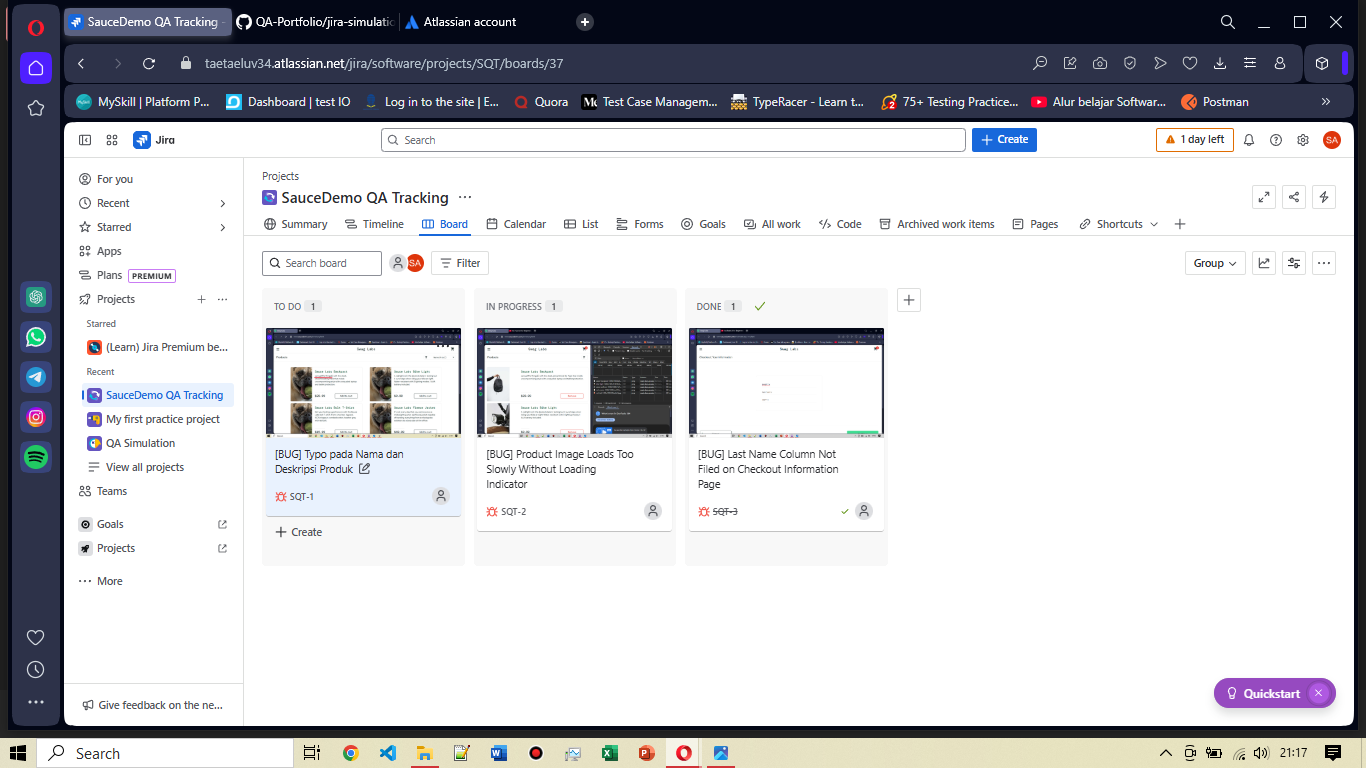 SauceDemo QA Tracking -
QA-Portfolio/jira-simulatio
Atlassian account
taetaeluv34.atlassian.net/jira/software/projects/SQT/boards/37
MySkill | Platform P...
Dashboard | test IO
Log in to the site | E...
Quora
Test Case Managem...
TypeRacer - Learn t...
75+ Testing Practice...
Alur belajar Softwar...
Postman
Jira
Search
Create
1 day left
SA
For you
Recent
Starred
Apps
Plans PREMIUM
Projects
Starred
(Learn) Jira Premium be...
Recent
SauceDemo QA Tracking
My first practice project
QA Simulation
View all projects
Teams
Goals
Projects
More
Give feedback on the ne...
Projects
SauceDemo QA Tracking
Summary
Timeline
Board
Calendar
List
Forms
Goals
All work
Code
Archived work items
Pages
Shortcuts
Search board
SA
Filter
Group
TO DO 1
[BUG] Typo pada Nama dan
Deskripsi Produk
SQT-1
Create
IN PROGRESS 1
[BUG] Product Image Loads Too
Slowly Without Loading
Indicator
SQT-2
DONE 1
[BUG] Last Name Column Not
Filed on Checkout Information
Page
SQT-3
Quickstart
Search
21:17